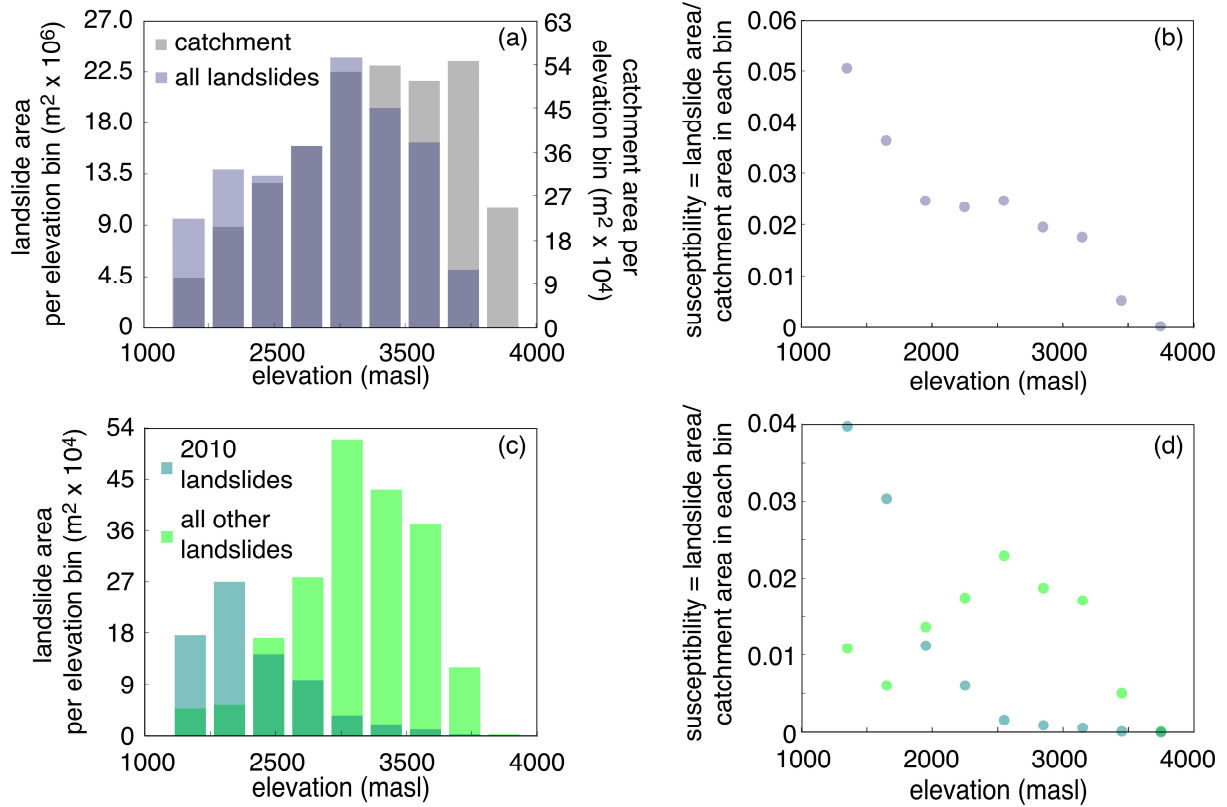 (a)
catchment
all landslides
landslide area
per elevation bin (m² x 10⁶)
27.0
22.5
18.0
13.5
9.0
4.5
0
63
54
45
36
27
18
9
0
catchment area per
elevation bin (m² x 10⁴)
1000 2500 3500 4000
elevation (masl)
(b)
susceptibility = landslide area/
catchment area in each bin
0.06
0.05
0.04
0.03
0.02
0.01
0
1000 2000 3000 4000
elevation (masl)
(c)
2010
landslides
all other
landslides
landslide area
per elevation bin (m² x 10⁴)
54
45
36
27
18
9
0
1000 2500 3500 4000
elevation (masl)
(d)
susceptibility = landslide area/
catchment area in each bin
0.04
0.03
0.02
0.01
0
1000 2000 3000 4000
elevation (masl)